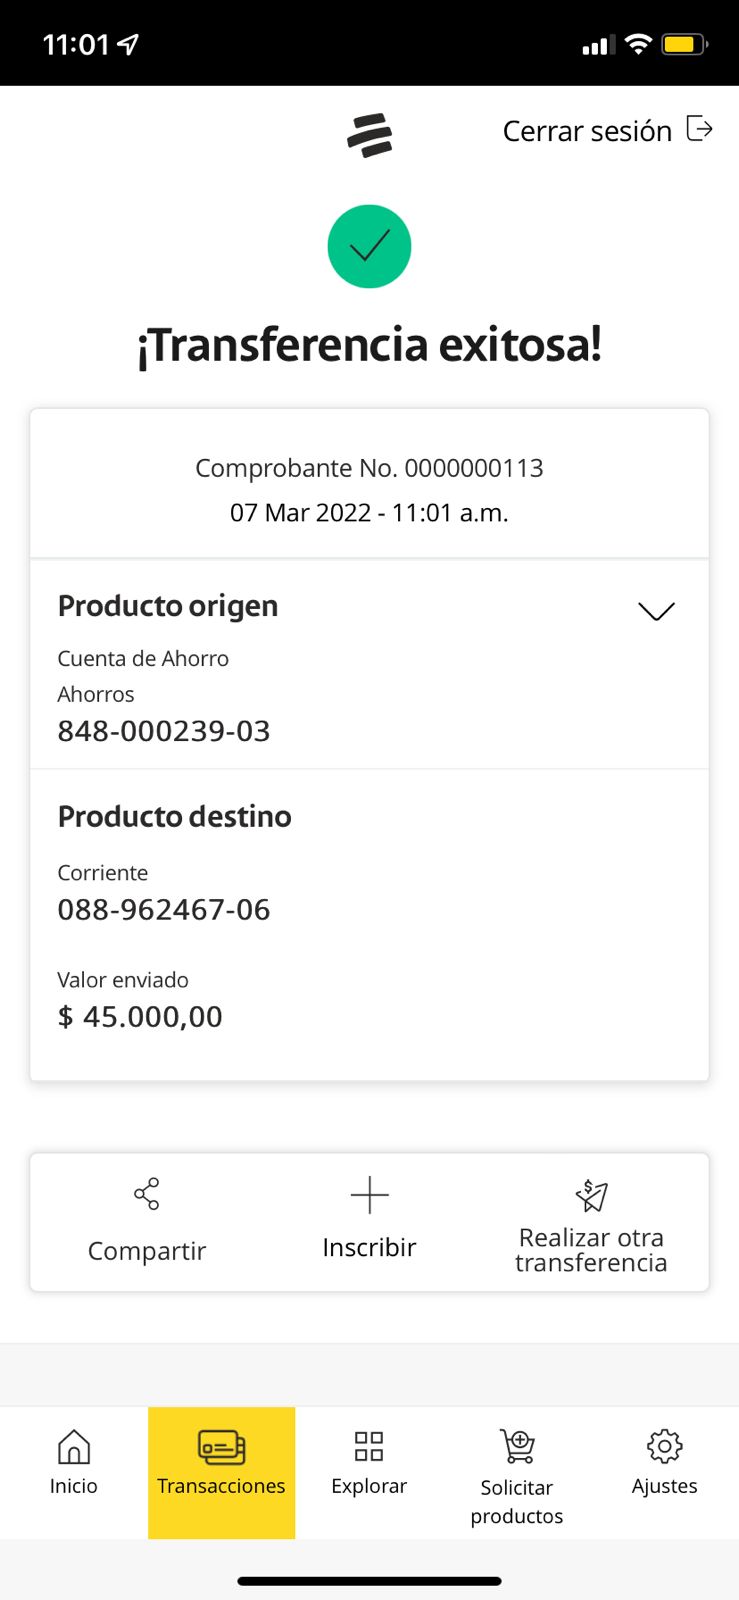 11:01
Cerrar sesión
¡Transferencia exitosa!
Comprobante No. 0000000113
07 Mar 2022 - 11:01 a.m.
Producto origen
Cuenta de Ahorro
Ahorros
848-000239-03
Producto destino
Corriente
088-962467-06
Valor enviado
$ 45.000,00
Compartir
Inscribir
Realizar otra
transferencia
Inicio
Transacciones
Explorar
Solicitar
productos
Ajustes